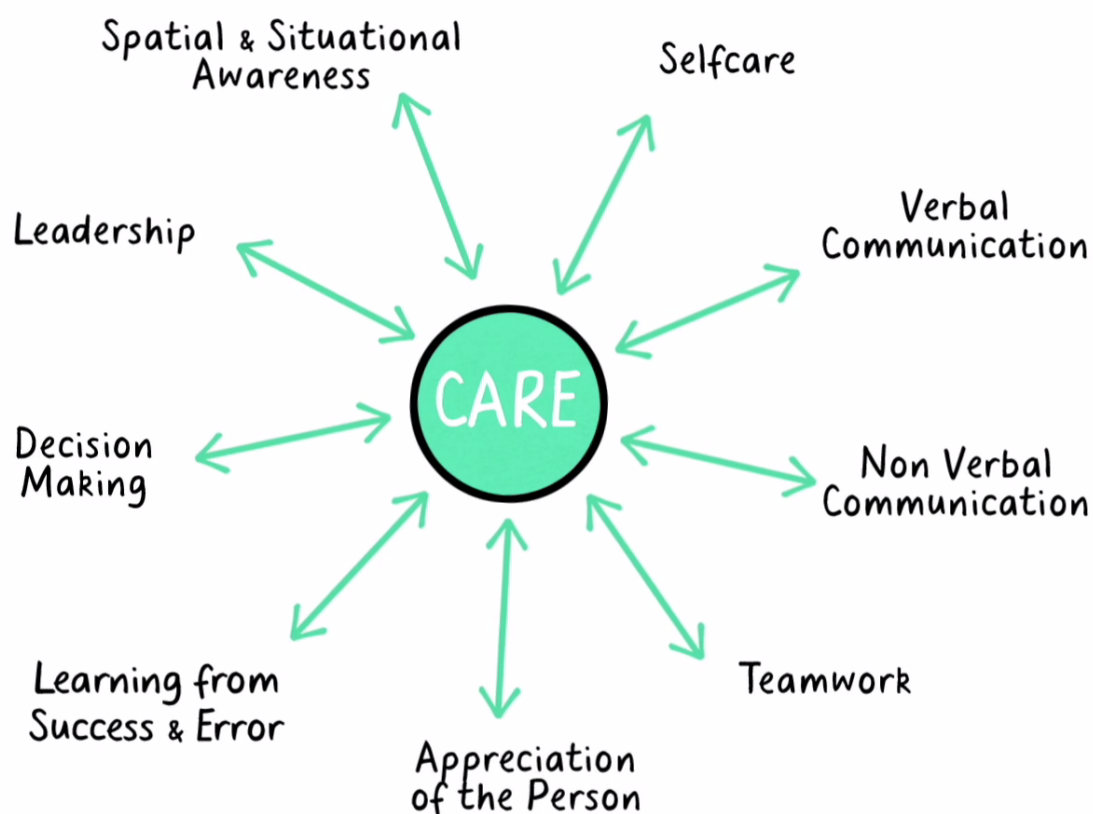 Spatial & Situational
Awareness
Selfcare
Verbal
Communication
Leadership
CARE
Decision
Making
Non Verbal
Communication
Learning from
Success & Error
Teamwork
Appreciation
of the Person